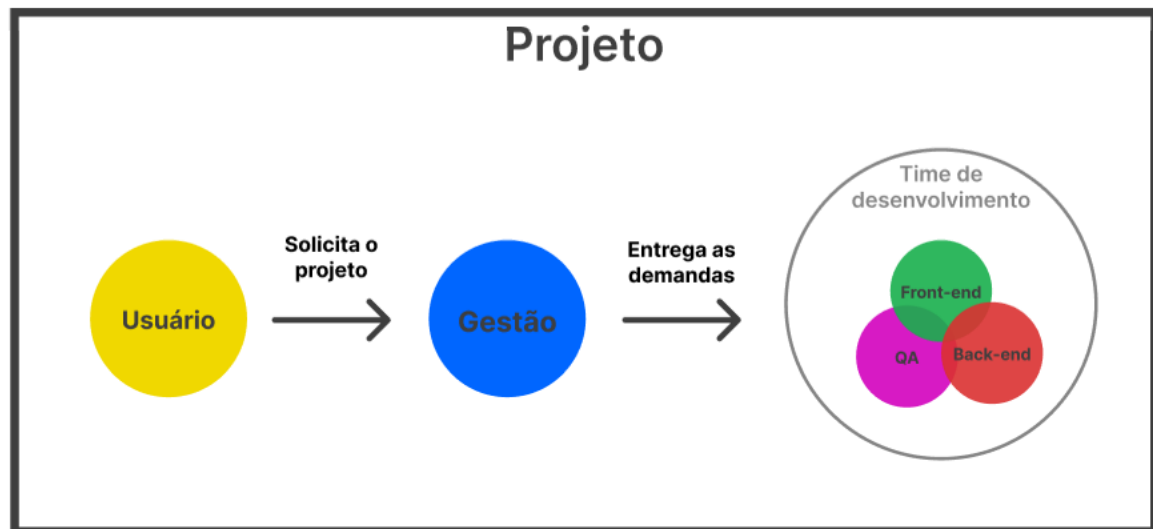 Projeto
Time de
desenvolvimento
Solicita o
projeto
Entrega as
demandas
Usuário
Gestão
Front-end
QA
Back-end